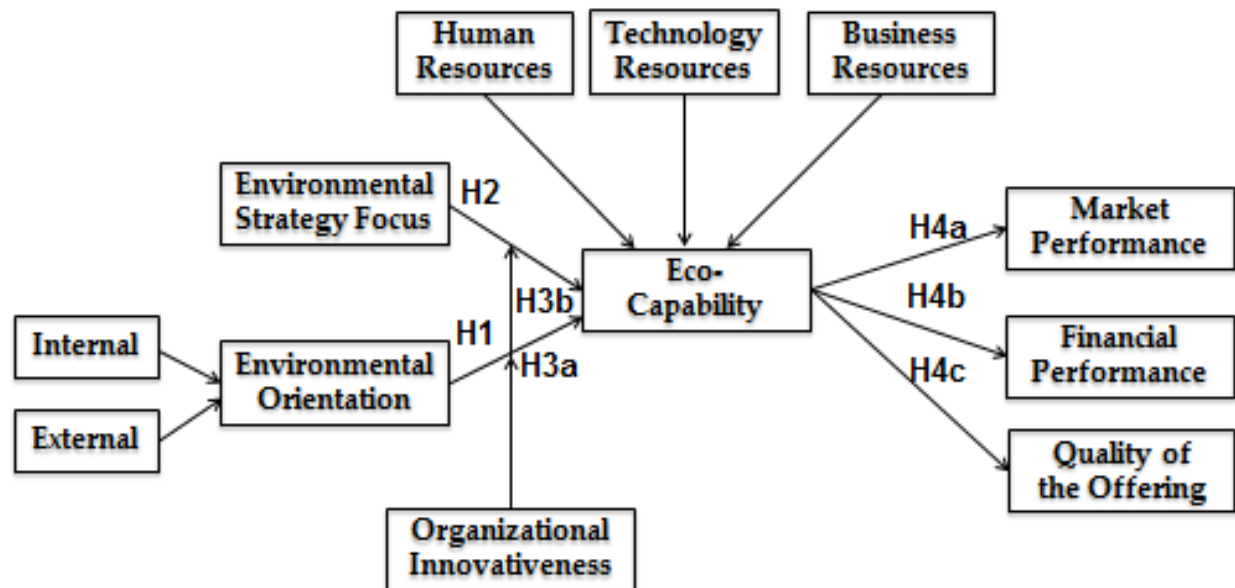 Human
Resources
Technology
Resources
Business
Resources
Environmental
Strategy Focus
H2
Eco-
Capability
H4a
Market
Performance
H3b
H4b
Internal
Environmental
Orientation
H1
H3a
Financial
Performance
H4c
External
Quality of
the Offering
Organizational
Innovativeness